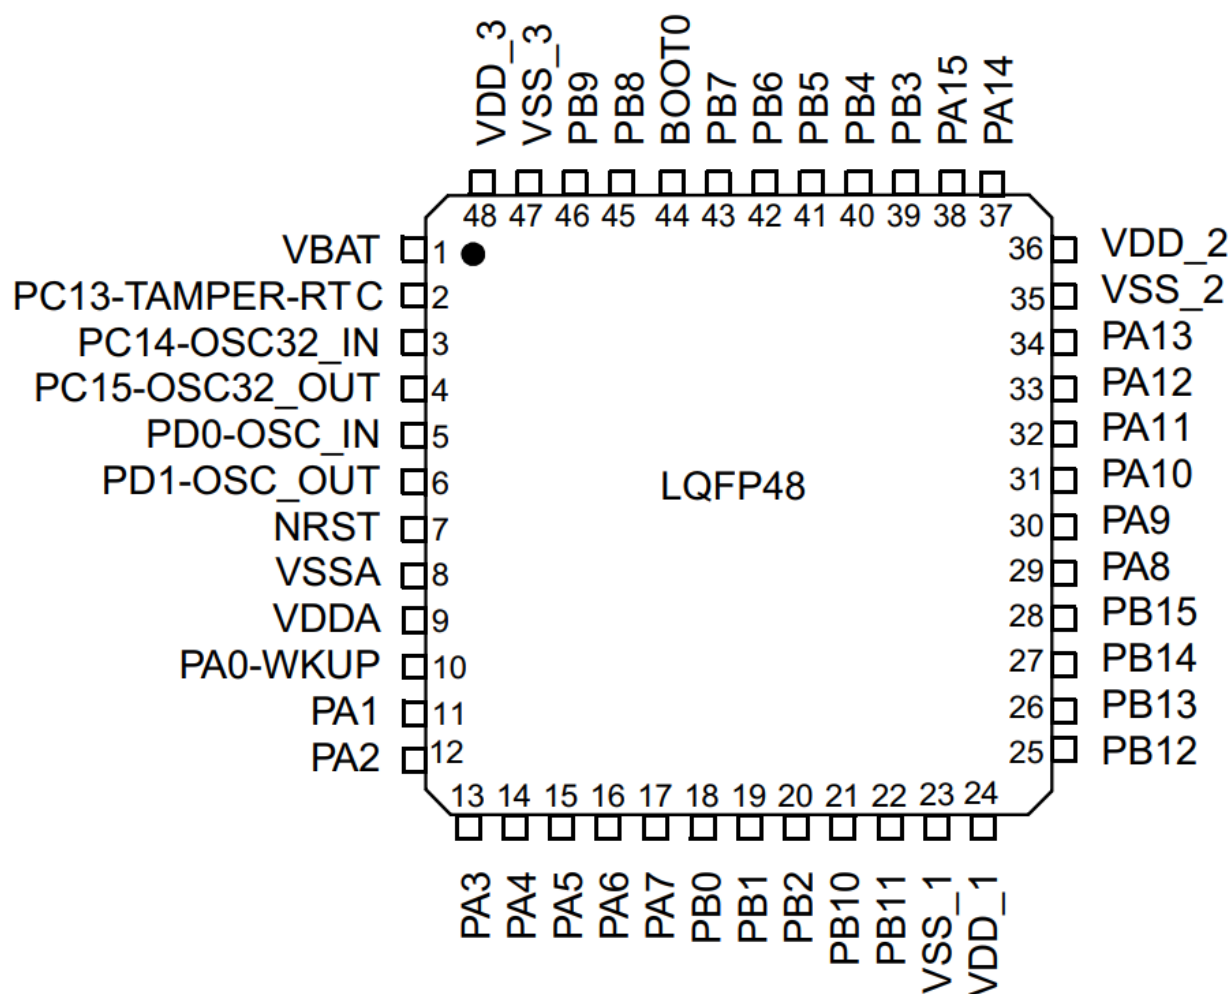 VDD_3
VSS_3
PB9
PB8
BOOT0
PB7
PB6
PB5
PB4
PB3
PA15
PA14
48 47 46 45 44 43 42 41 40 39 38 37
VBAT 1
PC13-TAMPER-RTC 2
PC14-OSC32_IN 3
PC15-OSC32_OUT 4
PD0-OSC_IN 5
PD1-OSC_OUT 6
NRST 7
VSSA 8
VDDA 9
PA0-WKUP 10
PA1 11
PA2 12
LQFP48
36 VDD_2
35 VSS_2
34 PA13
33 PA12
32 PA11
31 PA10
30 PA9
29 PA8
28 PB15
27 PB14
26 PB13
25 PB12
13 14 15 16 17 18 19 20 21 22 23 24
PA3
PA4
PA5
PA6
PA7
PB0
PB1
PB2
PB10
PB11
VSS_1
VDD_1